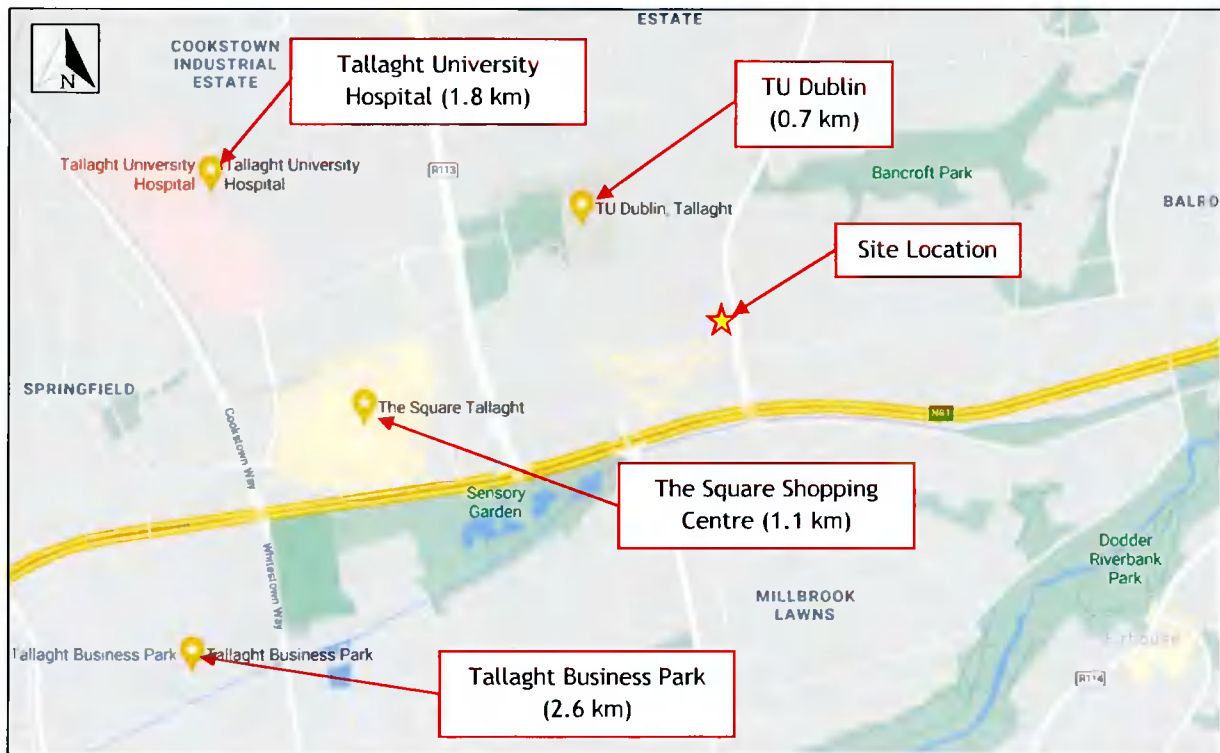 ESTATE
COOKSTOWN
INDUSTRIAL
ESTATE
N
Tallaght University
Hospital (1.8 km)
TU Dublin
(0.7 km)
Tallaght University
Hospital
Tallaght University
Hospital
R113
Bancroft Park
TU Dublin, Tallaght
BALRO
Site Location
SPRINGFIELD
The Square Tallaght
Cookstown Way
N81
The Square Shopping
Centre (1.1 km)
Sensory
Garden
Dodder
Riverbank
Park
Whitestown Way
MILLBROOK
LAWNS
Firhouse
Tallaght Business Park
Tallaght Business Park
R114
Tallaght Business Park
(2.6 km)